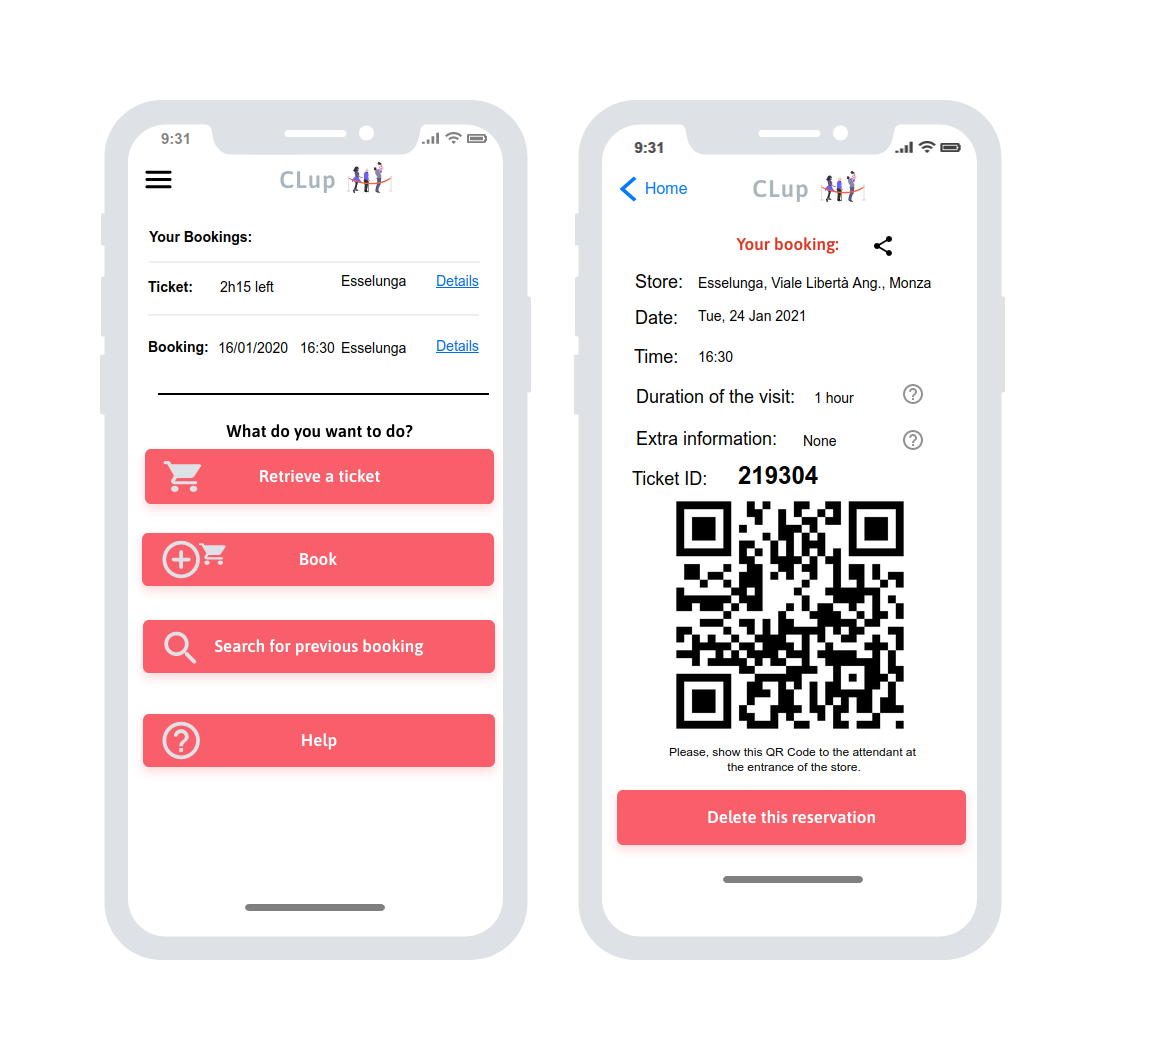 9:31
CLup
Your Bookings:
Ticket: 2h15 left Esselunga Details
Booking: 16/01/2020 16:30 Esselunga Details
What do you want to do?
Retrieve a ticket
Book
Search for previous booking
Help
9:31
Home CLup
Your booking:
Store: Esselunga, Viale Libertà Ang., Monza
Date: Tue, 24 Jan 2021
Time: 16:30
Duration of the visit: 1 hour
Extra information: None
Ticket ID: 219304
Please, show this QR Code to the attendant at
the entrance of the store.
Delete this reservation